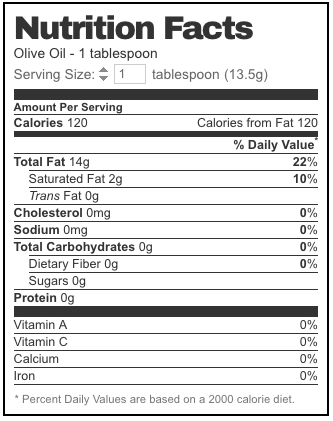 Nutrition Facts
Olive Oil - 1 tablespoon
Serving Size: 1 tablespoon (13.5g)
Amount Per Serving
Calories 120 Calories from Fat 120
% Daily Value*
Total Fat 14g 22%
Saturated Fat 2g 10%
Trans Fat 0g
Cholesterol 0mg 0%
Sodium 0mg 0%
Total Carbohydrates 0g 0%
Dietary Fiber 0g 0%
Sugars 0g
Protein 0g
Vitamin A 0%
Vitamin C 0%
Calcium 0%
Iron 0%
* Percent Daily Values are based on a 2000 calorie diet.